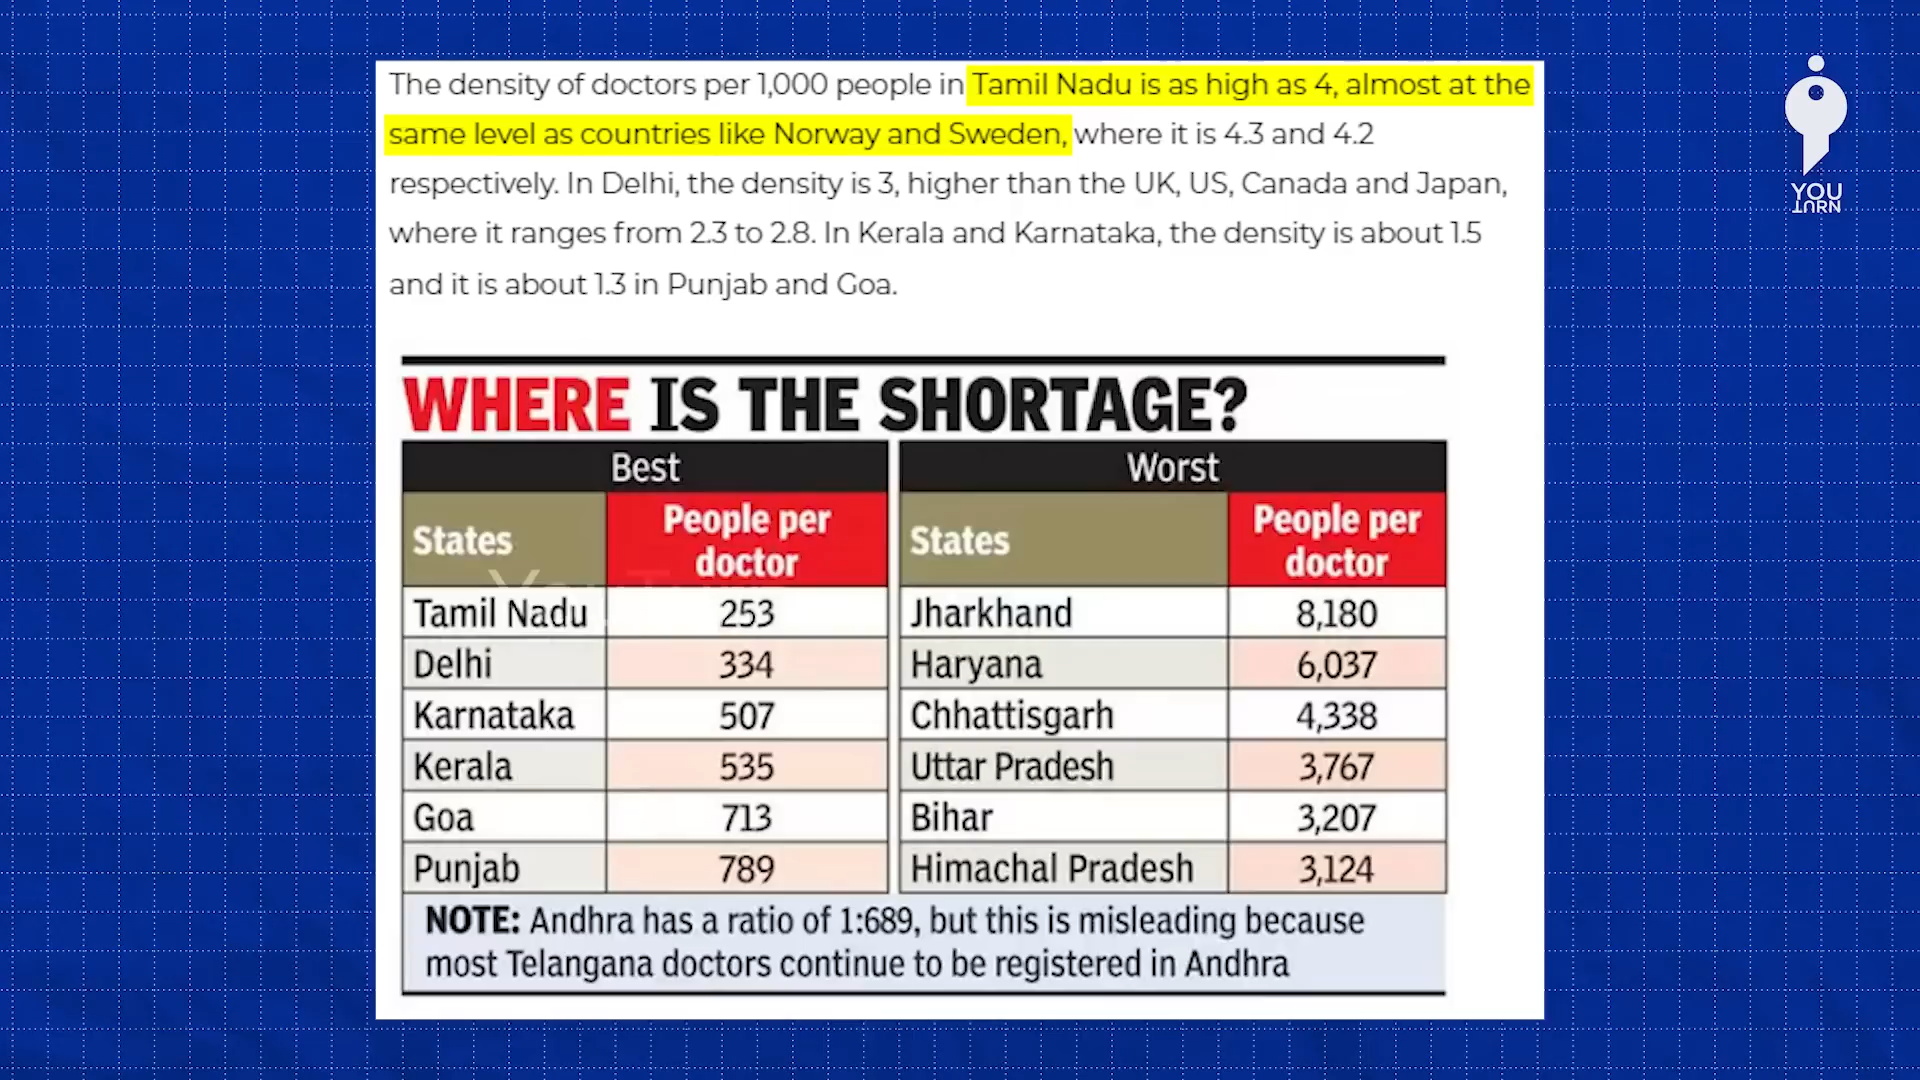 The density of doctors per 1,000 people in Tamil Nadu is as high as 4, almost at the
same level as countries like Norway and Sweden, where it is 4.3 and 4.2
respectively. In Delhi, the density is 3, higher than the UK, US, Canada and Japan,
where it ranges from 2.3 to 2.8. In Kerala and Karnataka, the density is about 1.5
and it is about 1.3 in Punjab and Goa.
YOU
TURN
WHERE IS THE SHORTAGE?
Best
States People per doctor
Tamil Nadu 253
Delhi 334
Karnataka 507
Kerala 535
Goa 713
Punjab 789
Worst
States People per doctor
Jharkhand 8,180
Haryana 6,037
Chhattisgarh 4,338
Uttar Pradesh 3,767
Bihar 3,207
Himachal Pradesh 3,124
NOTE: Andhra has a ratio of 1:689, but this is misleading because
most Telangana doctors continue to be registered in Andhra